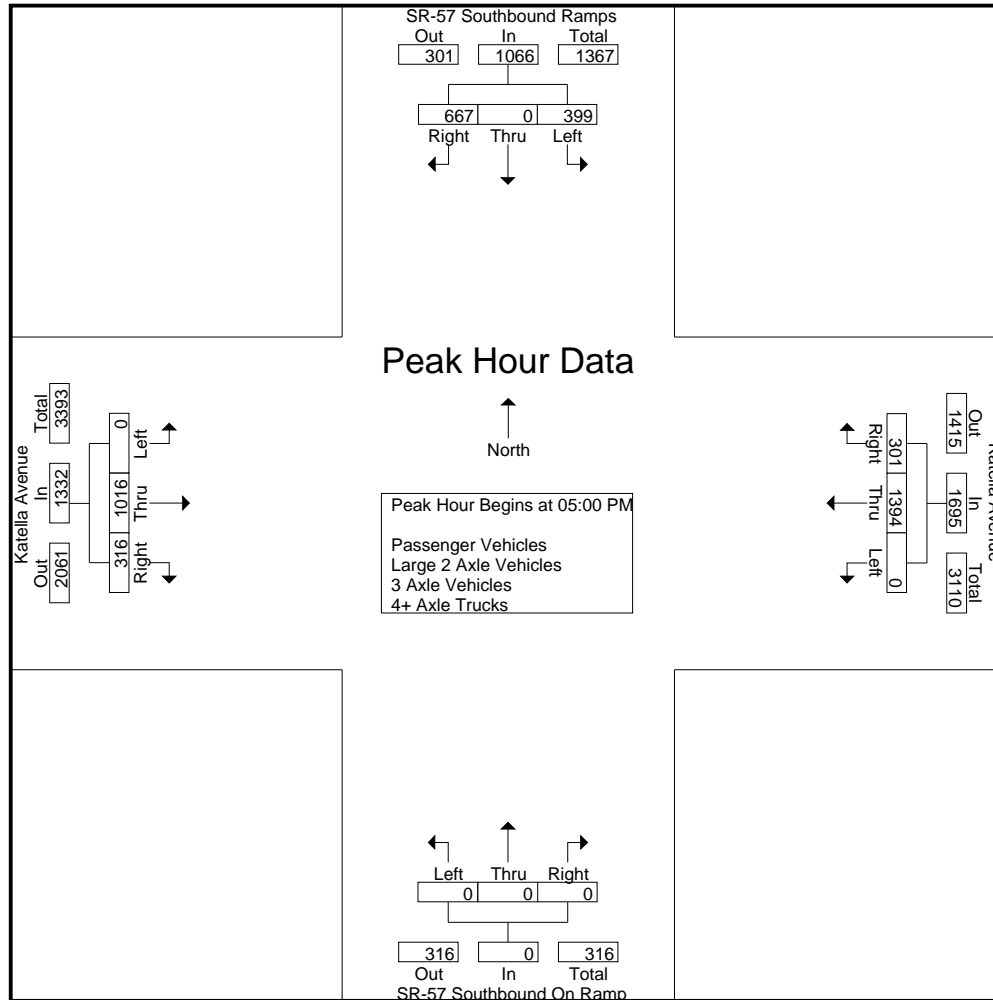 SR-57 Southbound Ramps
Out In Total
301 1066 1367
667 0 399
Right Thru Left
Peak Hour Data
North
Peak Hour Begins at 05:00 PM
Passenger Vehicles
Large 2 Axle Vehicles
3 Axle Vehicles
4+ Axle Trucks
Katella Avenue
Out In Total
2061 1332 3393
316 1016 0
Right Thru Left
Katella Avenue
Out In Total
1415 1695 3110
301 1394 0
Right Thru Left
Left Thru Right
0 0 0
316 0 316
Out In Total
SR-57 Southbound On Ramp